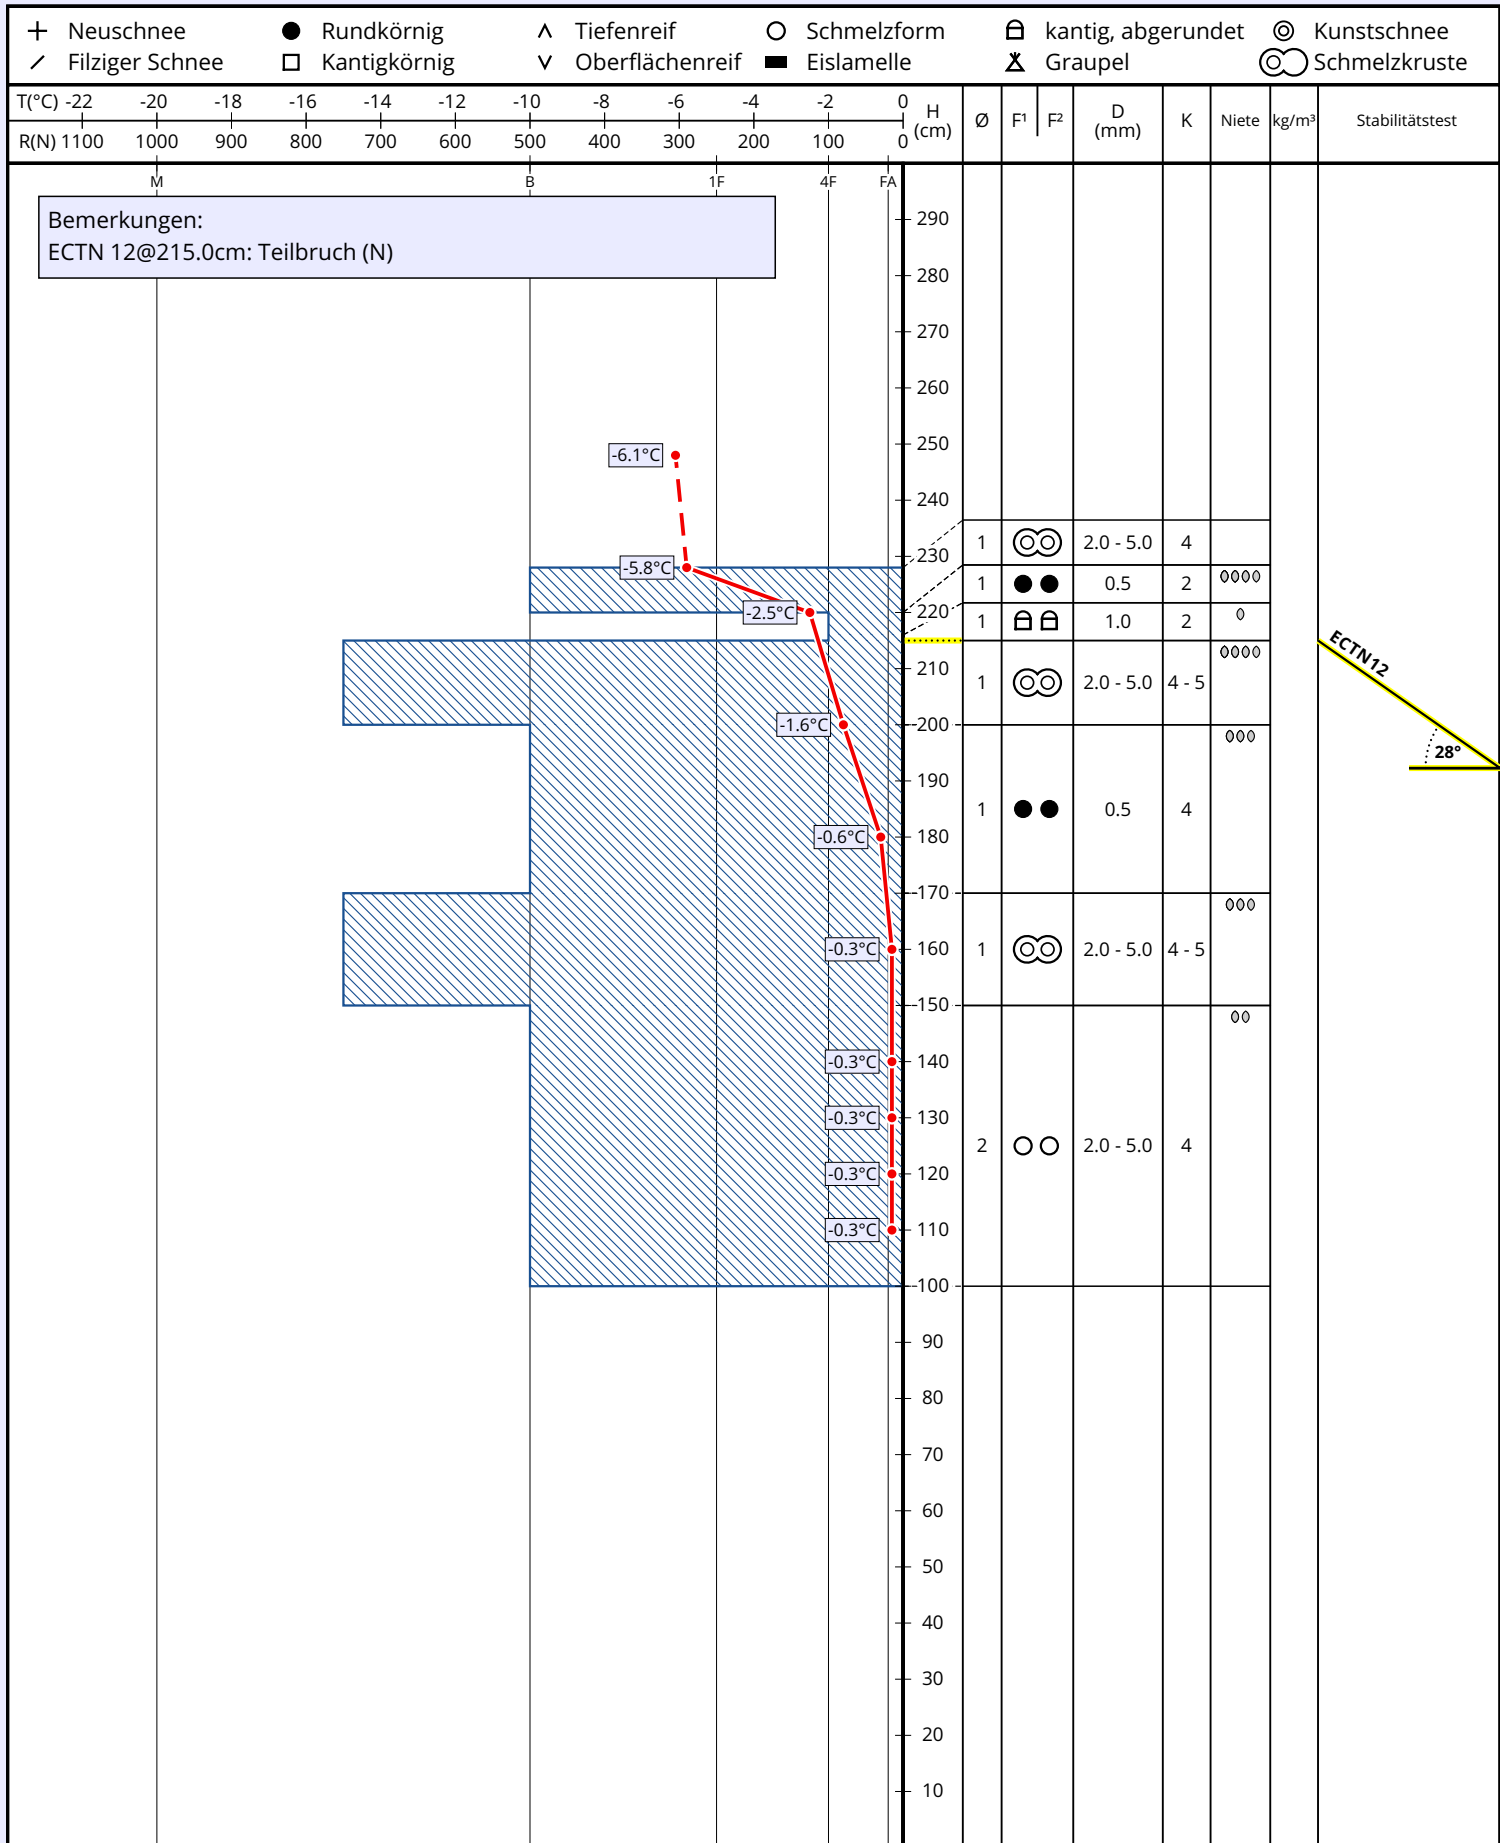 Neuschnee Rundkörnig Tiefenreif Schmelzform kantig, abgerundet Kunstschnee
Filziger Schnee Kantigkörnig Oberflächenreif Eislamelle Graupel Schmelzkruste
T(°C) -22 -20 -18 -16 -14 -12 -10 -8 -6 -4 -2 0
R(N) 1100 1000 900 800 700 600 500 400 300 200 100 0
H (cm) Ø F¹ F² D (mm) K Niete kg/m³ Stabilitätstest
M B 1F 4F FA
Bemerkungen:
ECTN 12@215.0cm: Teilbruch (N)
290
280
270
260
250
-6.1°C
240
1 2.0 - 5.0 4
230
-5.8°C
1 0.5 2
220
-2.5°C
1 1.0 2
210
ECTN12
1 2.0 - 5.0 4 - 5
-1.6°C
200
28°
190
1 0.5 4
-0.6°C
180
170
-0.3°C
160
1 2.0 - 5.0 4 - 5
150
-0.3°C
140
-0.3°C
130
2 2.0 - 5.0 4
-0.3°C
120
-0.3°C
110
100
90
80
70
60
50
40
30
20
10